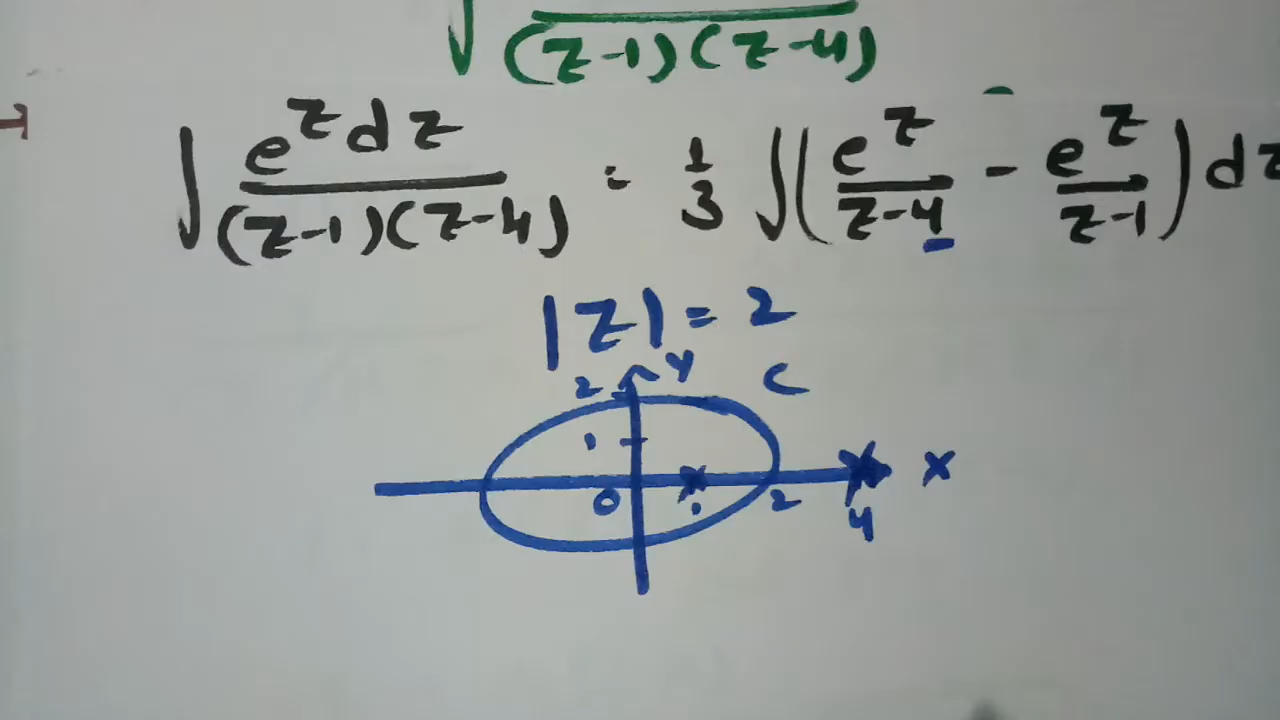 ∫ ‾(z-1)(z-4)
∫ e^z dz / (z-1)(z-4) = 1/3 ∫ ( e^z / z-4 - e^z / z-1 ) dz
|z| = 2
2 y c
1
0 1 2 4 x